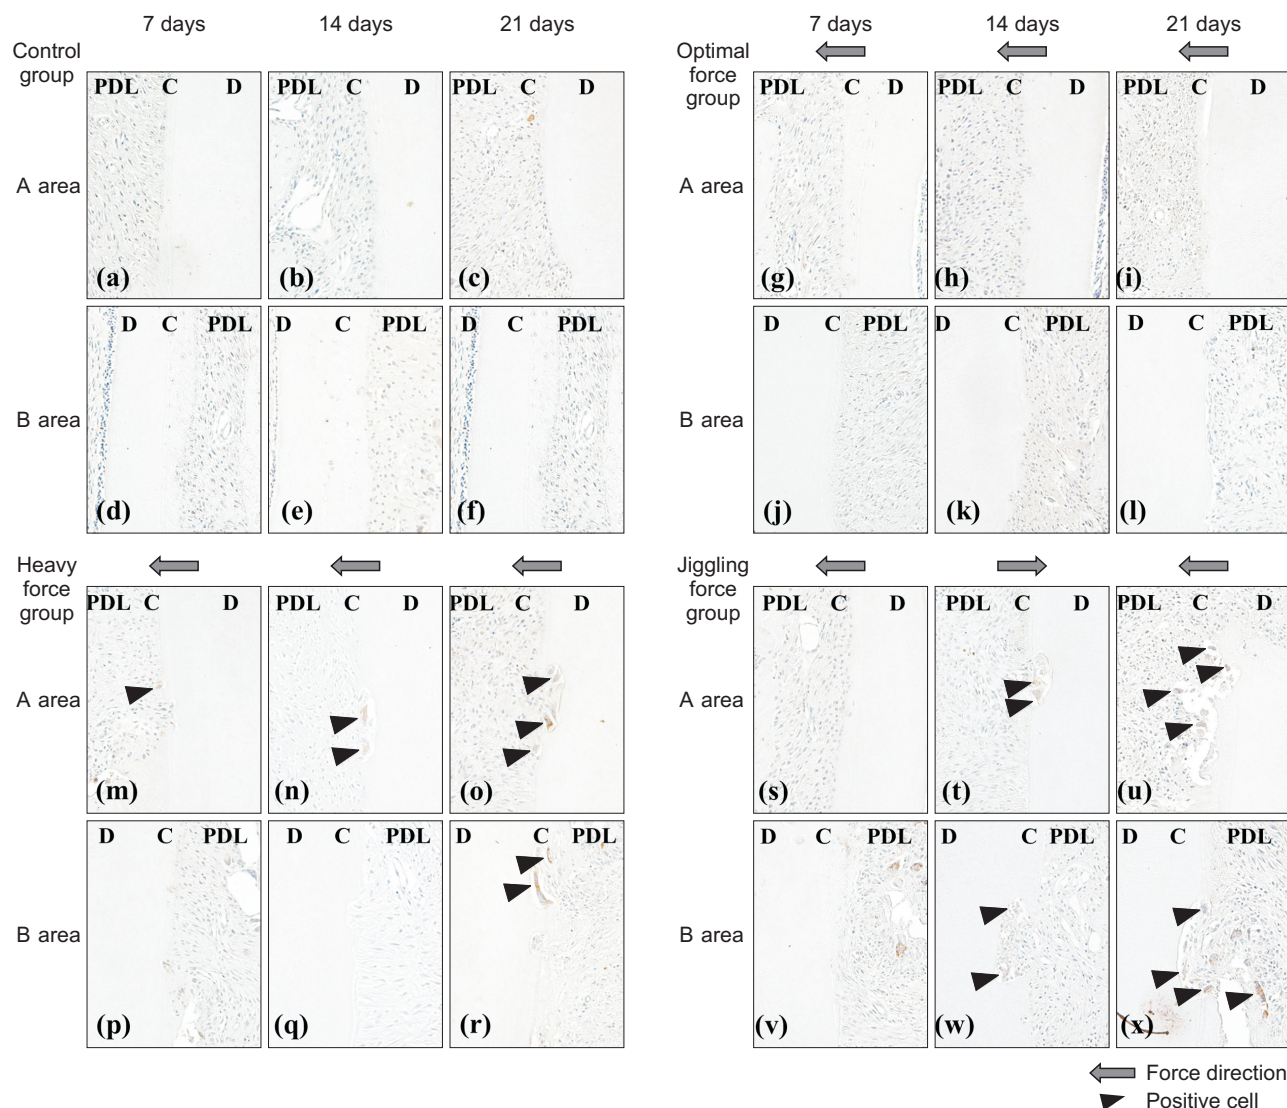 7 days 14 days 21 days
Control
group
PDL C D PDL C D PDL C D
A area
(a) (b) (c)
D C PDL D C PDL D C PDL
B area
(d) (e) (f)
7 days 14 days 21 days
Optimal
force
group
PDL C D PDL C D PDL C D
A area
(g) (h) (i)
D C PDL D C PDL D C PDL
B area
(j) (k) (l)
Heavy
force
group
PDL C D PDL C D PDL C D
A area
(m) (n) (o)
D C PDL D C PDL D C PDL
B area
(p) (q) (r)
Jiggling
force
group
PDL C D PDL C D PDL C D
A area
(s) (t) (u)
D C PDL D C PDL D C PDL
B area
(v) (w) (x)
Force direction
Positive cell